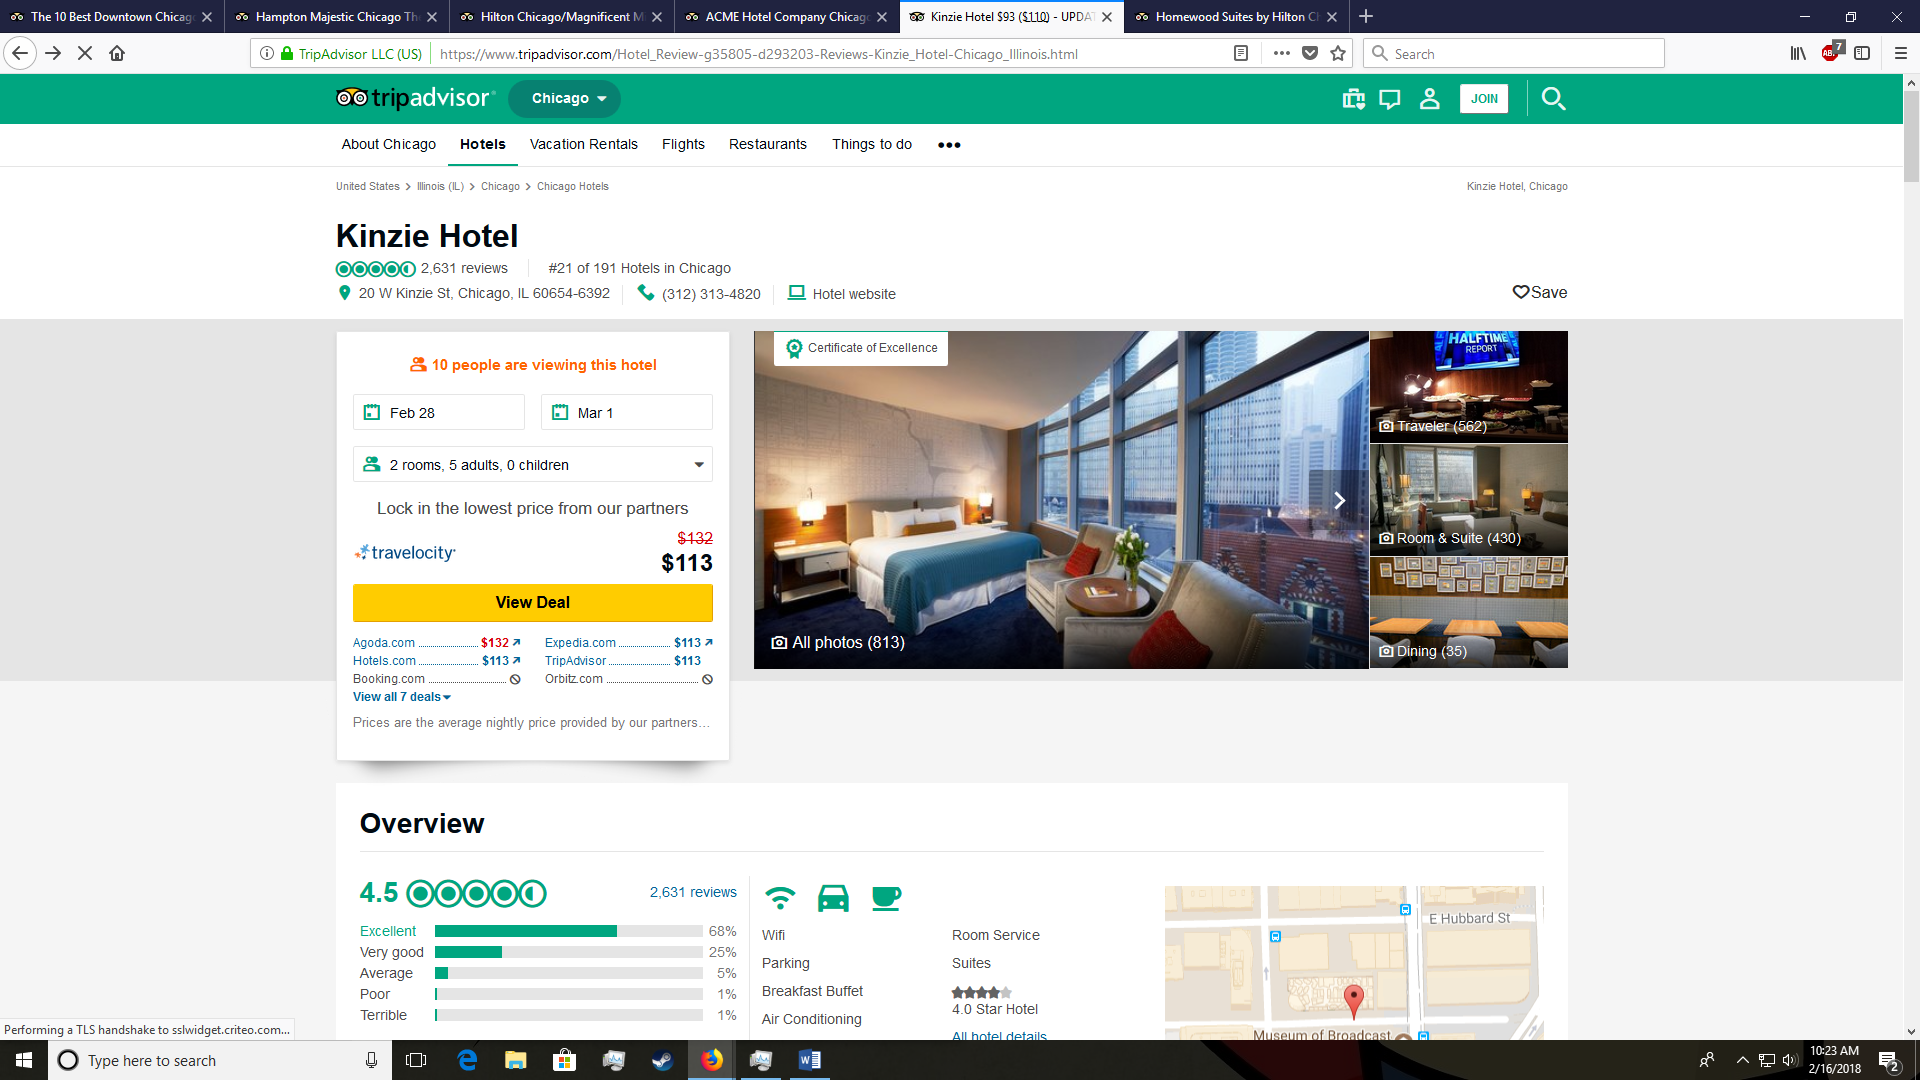 The 10 Best Downtown Chicag
Hampton Majestic Chicago The
Hilton Chicago/Magnificent M
ACME Hotel Company Chicago
Kinzie Hotel $93 ($110) - UPDA
Homewood Suites by Hilton C
TripAdvisor LLC (US)
https://www.tripadvisor.com/Hotel_Review-g35805-d293203-Reviews-Kinzie_Hotel-Chicago_Illinois.html
Search
7
tripadvisor
Chicago
JOIN
About Chicago
Hotels
Vacation Rentals
Flights
Restaurants
Things to do
United States > Illinois (IL) > Chicago > Chicago Hotels
Kinzie Hotel, Chicago
Kinzie Hotel
2,631 reviews
#21 of 191 Hotels in Chicago
20 W Kinzie St, Chicago, IL 60654-6392
(312) 313-4820
Hotel website
Save
10 people are viewing this hotel
Feb 28
Mar 1
2 rooms, 5 adults, 0 children
Lock in the lowest price from our partners
travelocity
$132
$113
View Deal
Agoda.com $132
Expedia.com $113
Hotels.com $113
TripAdvisor $113
Booking.com
Orbitz.com
View all 7 deals
Prices are the average nightly price provided by our partners...
Certificate of Excellence
All photos (813)
HALFTIME
REPORT
Traveler (562)
Room & Suite (430)
Dining (35)
Overview
4.5
2,631 reviews
Excellent 68%
Very good 25%
Average 5%
Poor 1%
Terrible 1%
Wifi
Parking
Breakfast Buffet
Air Conditioning
Room Service
Suites
4.0 Star Hotel
All hotel details
E Hubbard St
Museum of Broadcast
Performing a TLS handshake to sslwidget.criteo.com...
Type here to search
10:23 AM
2/16/2018
2